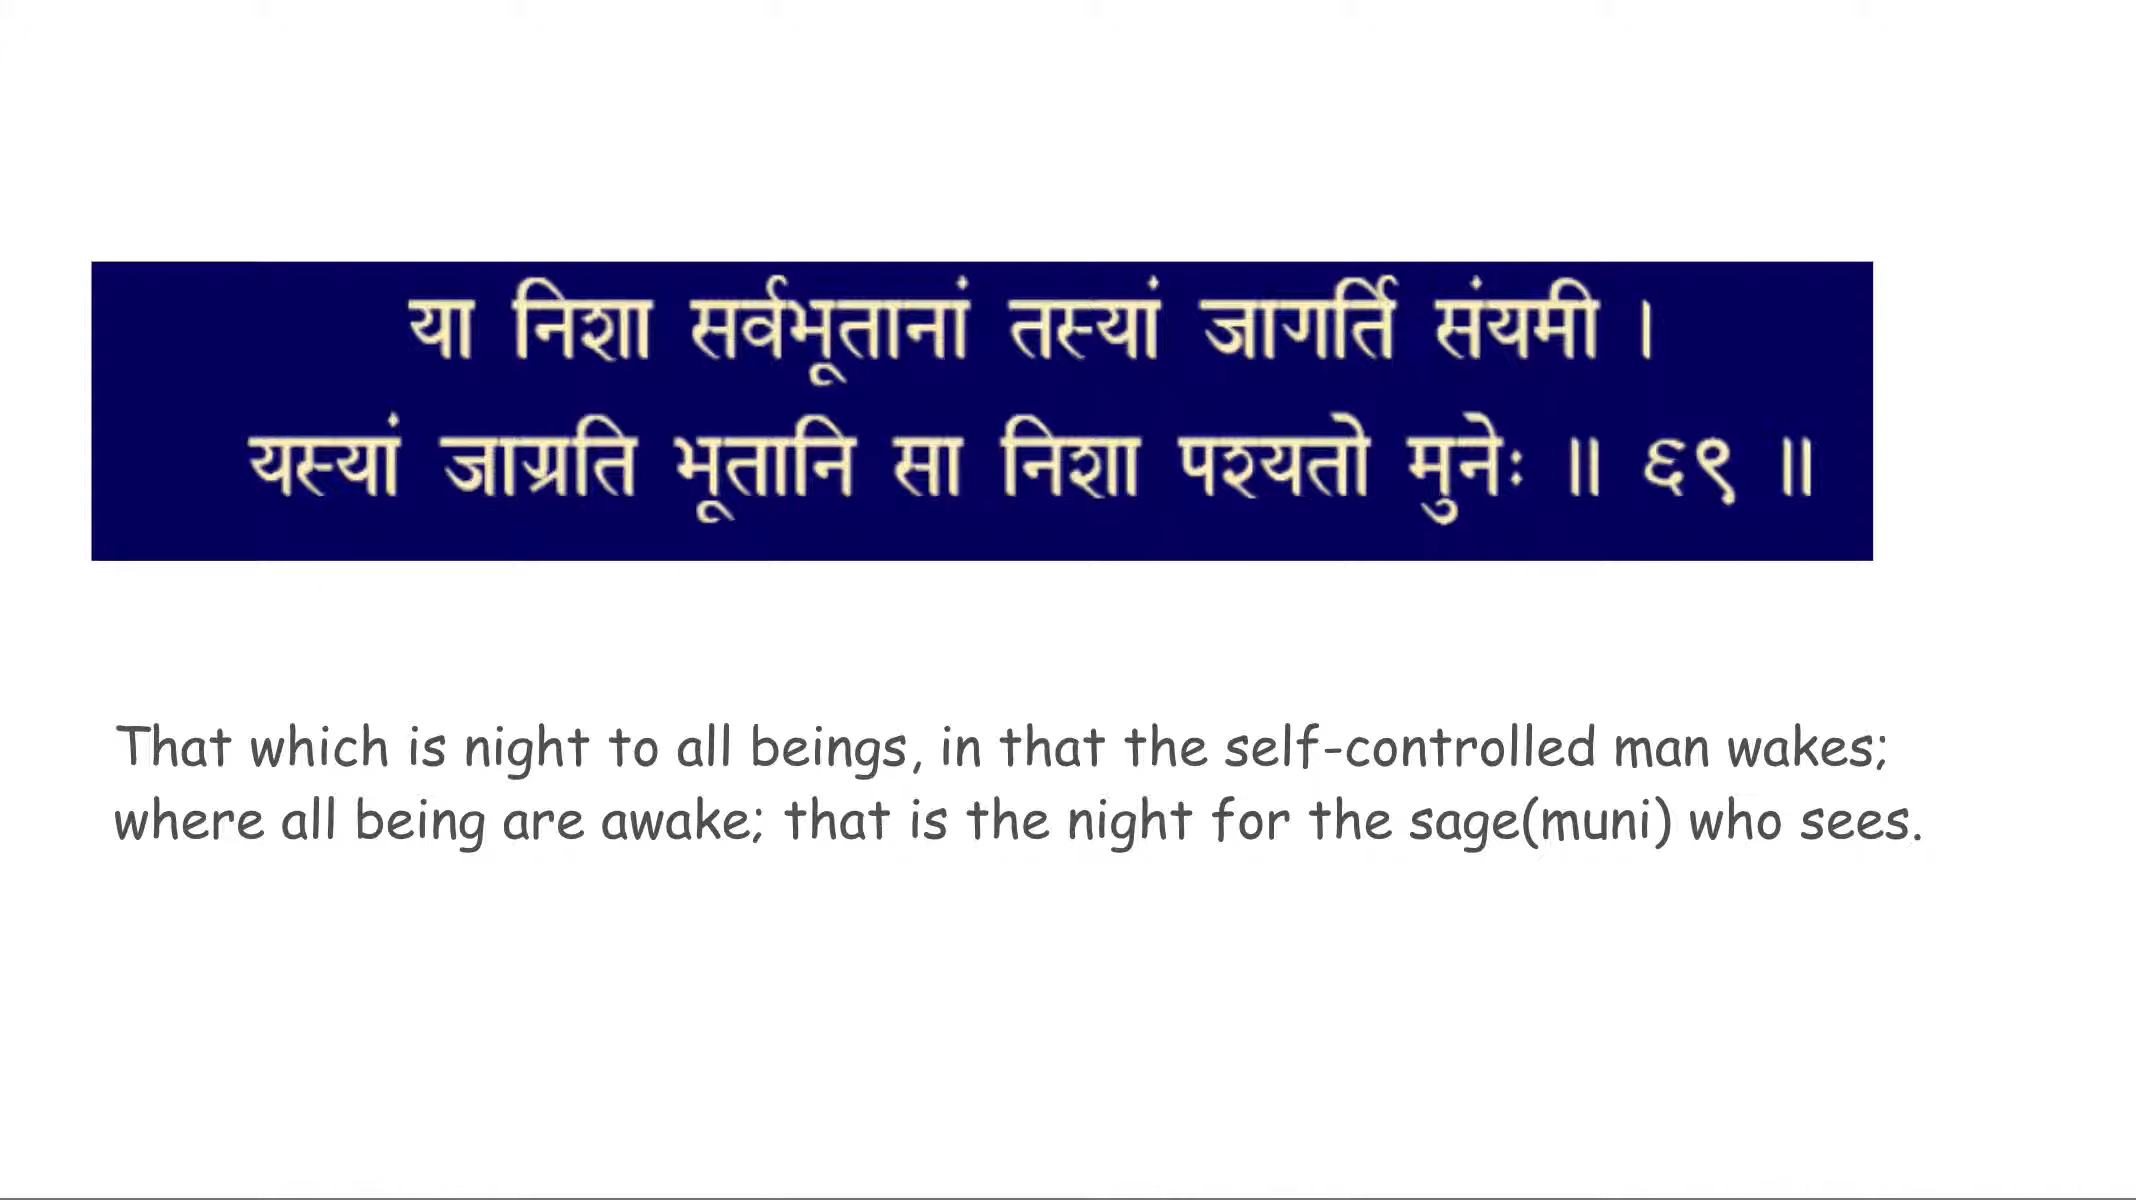 या निशा सर्वभूतानां तस्यां जागर्ति संयमी ।
यस्यां जाग्रति भूतानि सा निशा पश्यतो मुनेः ॥ ६९ ॥
That which is night to all beings, in that the self-controlled man wakes;
where all being are awake; that is the night for the sage(muni) who sees.